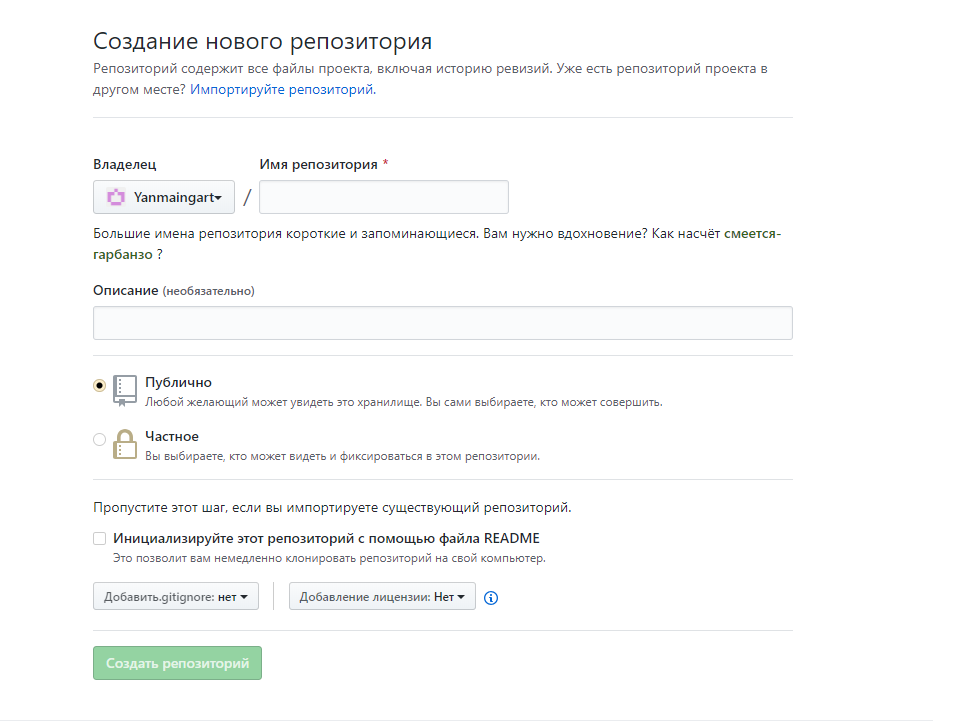 Создание нового репозитория
Репозиторий содержит все файлы проекта, включая историю ревизий. Уже есть репозиторий проекта в
другом месте? Импортируйте репозиторий.
Владелец
Имя репозитория *
Yanmaingart
/
Большие имена репозитория короткие и запоминающиеся. Вам нужно вдохновение? Как насчёт смеется-
гарбанзо ?
Описание (необязательно)
Публично
Любой желающий может увидеть это хранилище. Вы сами выбираете, кто может совершить.
Частное
Вы выбираете, кто может видеть и фиксироваться в этом репозитории.
Пропустите этот шаг, если вы импортируете существующий репозиторий.
Инициализируйте этот репозиторий с помощью файла README
Это позволит вам немедленно клонировать репозиторий на свой компьютер.
Добавить.gitignore: нет
Добавление лицензии: Нет
Создать репозиторий